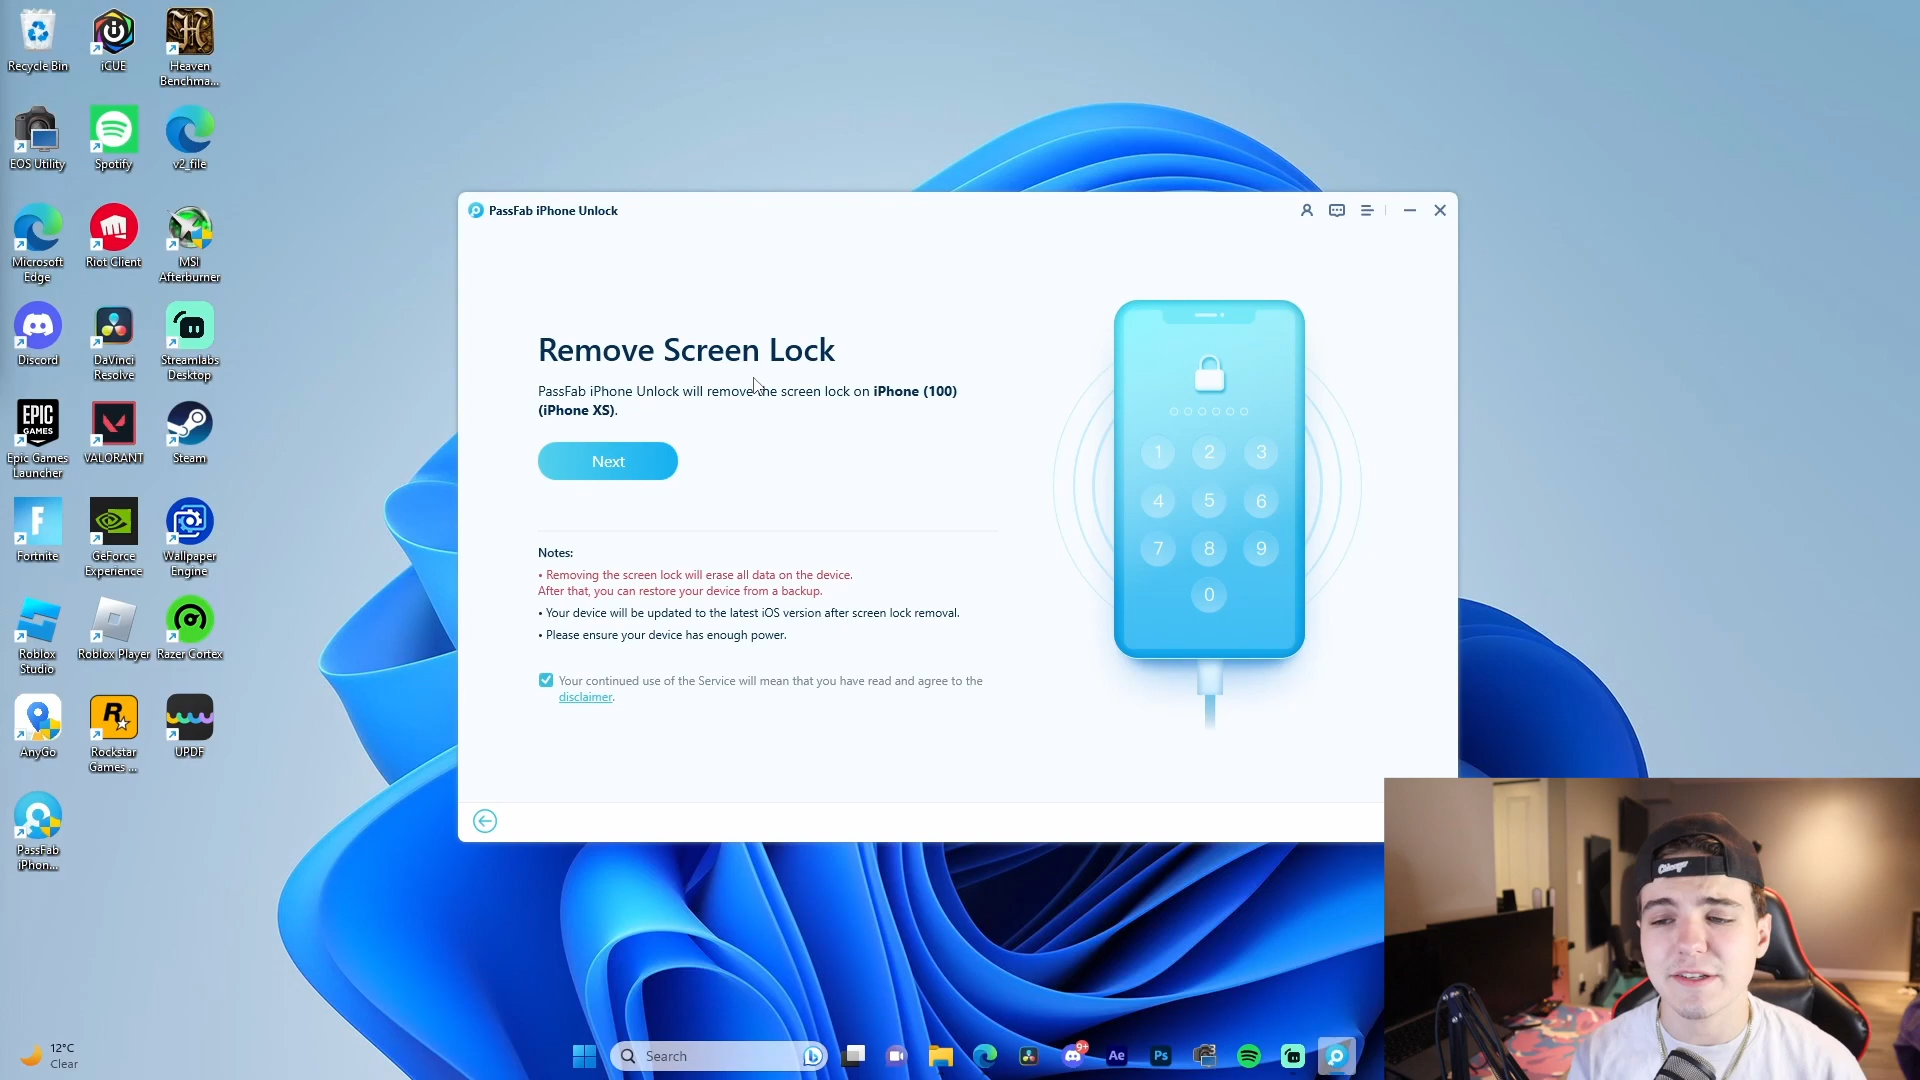 Recycle Bin
iCUE
Heaven
Benchma...
EOS Utility
Spotify
v2_file
Microsoft
Edge
Riot Client
MSI
Afterburner
Discord
DaVinci
Resolve
Streamlabs
Desktop
EPIC
GAMES
Epic Games
Launcher
VALORANT
Steam
Fortnite
GeForce
Experience
Wallpaper
Engine
Roblox
Studio
Roblox Player
Razer Cortex
AnyGo
Rockstar
Games ...
UPDF
PassFab
iPhon...
PassFab iPhone Unlock
Remove Screen Lock
PassFab iPhone Unlock will remove the screen lock on iPhone (100)
(iPhone XS).
Next
Notes:
• Removing the screen lock will erase all data on the device.
After that, you can restore your device from a backup.
• Your device will be updated to the latest iOS version after screen lock removal.
• Please ensure your device has enough power.
Your continued use of the Service will mean that you have read and agree to the
disclaimer.
1 2 3
4 5 6
7 8 9
0
12°C
Clear
Search
9+
Ae
Ps